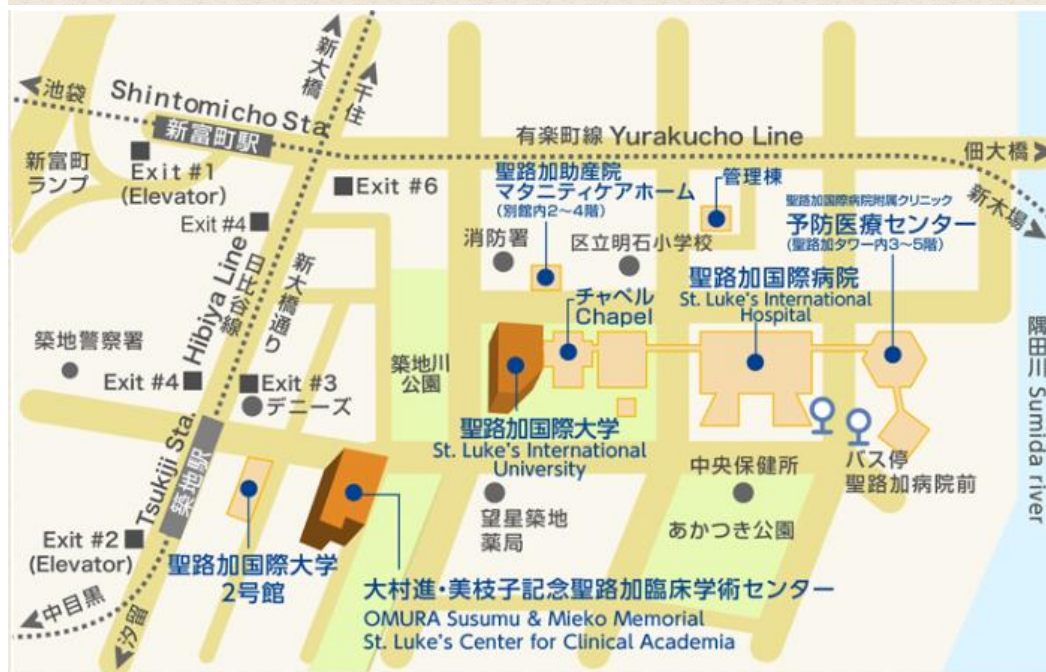 新大橋
千住
池袋
Shintomicho Sta.
新富町駅
有楽町線 Yurakucho Line
佃大橋
新木場
新富町
ランプ
Exit #1
(Elevator)
Exit #6
Exit #4
聖路加助産院
マタニティケアホーム
(別館内2~4階)
管理棟
聖路加国際病院附属クリニック
予防医療センター
(聖路加タワー内3~5階)
消防署
区立明石小学校
Hibiya Line
日比谷線
新大橋通り
チャペル
Chapel
聖路加国際病院
St. Luke's International
Hospital
築地警察署
Exit #4
Exit #3
デニーズ
築地川
公園
隅田川 Sumida river
聖路加国際大学
St. Luke's International
University
中央保健所
バス停
聖路加病院前
Tsukiji Sta.
築地駅
望星築地
薬局
あかつき公園
Exit #2
(Elevator)
聖路加国際大学
2号館
大村進・美枝子記念聖路加臨床学術センター
OMURA Susumu & Mieko Memorial
St. Luke's Center for Clinical Academia
中目黒
汐留